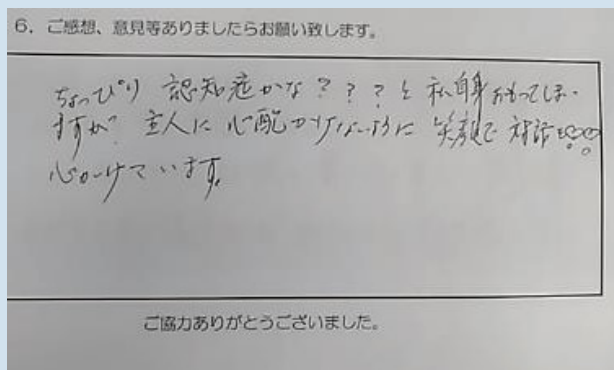 6. ご感想、意見等ありましたらお願い致します。
ちょっぴり 認知症かな？？？と 私自身おもってしまい
ますが 主人に 心配かけないように 笑顔で 対話を
心がけています。
ご協力ありがとうございました。